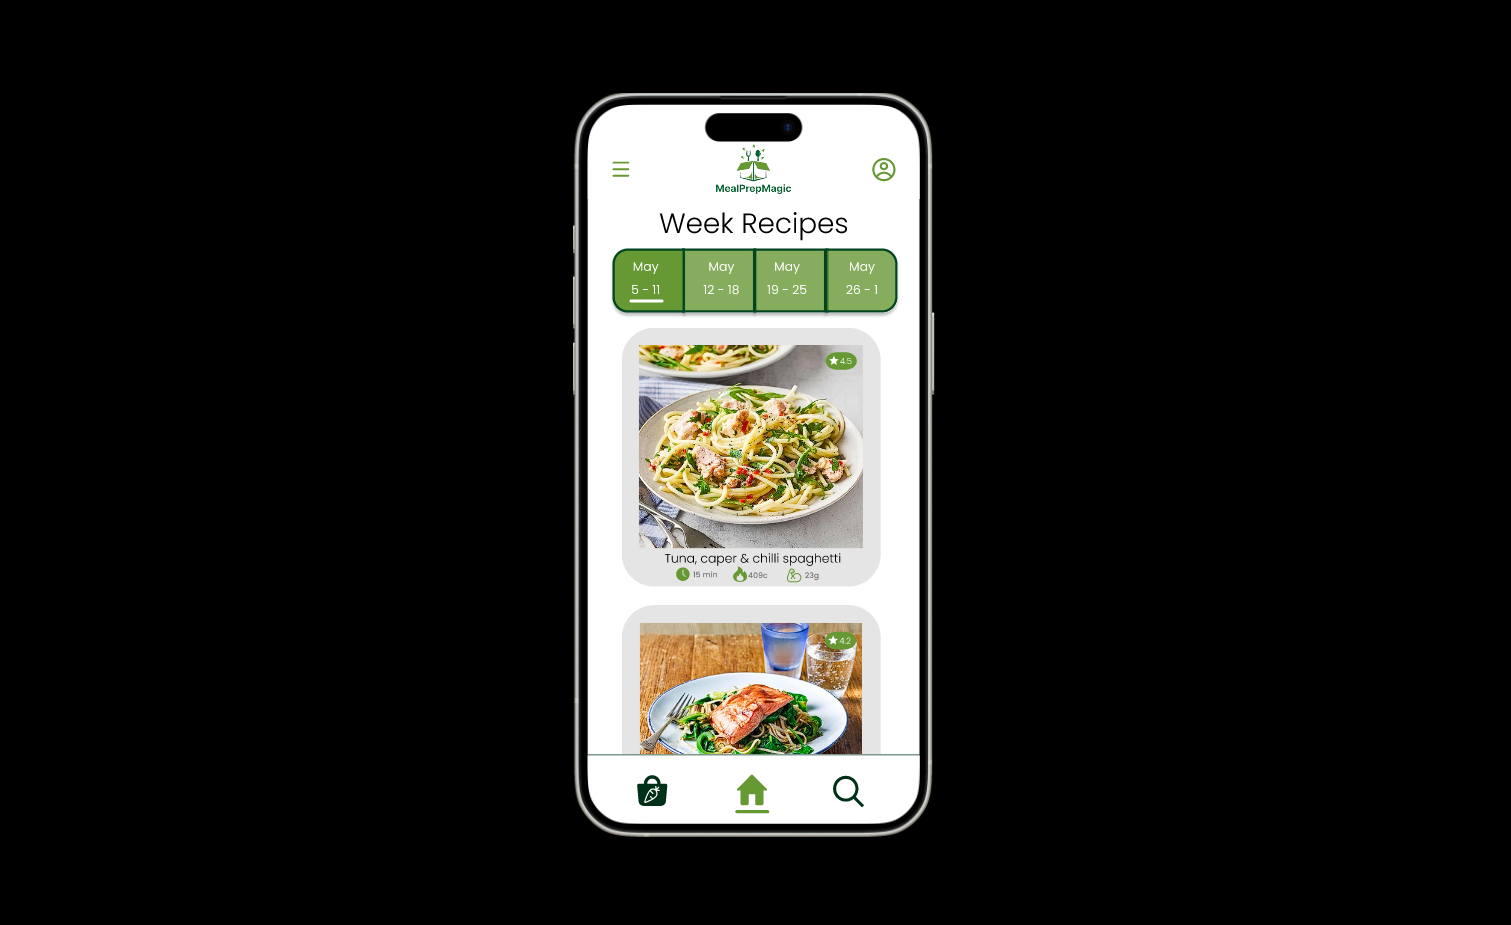 MealPrepMagic
Week Recipes
May
5 - 11
May
12 - 18
May
19 - 25
May
26 - 1
4.5
Tuna, caper & chilli spaghetti
15 min
409c
23g
4.2